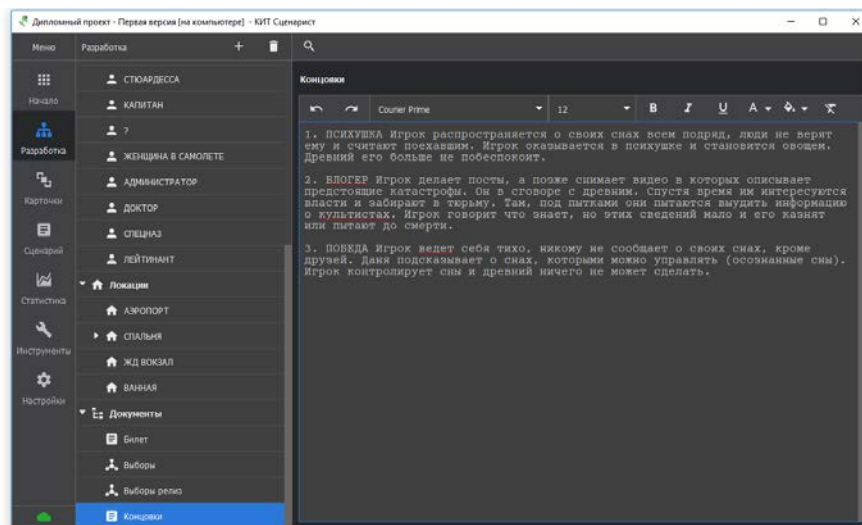 Дипломный проект - Первая версия [на компьютере] - КИТ Сценарист
Меню
Разработка
Начало
Разработка
Карточки
Сценарий
Статистика
Инструменты
Настройки
СТЮАРДЕССА
КАПИТАН
?
ЖЕНЩИНА В САМОЛЕТЕ
АДМИНИСТРАТОР
ДОКТОР
СПЕЦНАЗ
ЛЕЙТИНАНТ
Локации
АЭРОПОРТ
СПАЛЬНЯ
ЖД ВОКЗАЛ
ВАННАЯ
Документы
Билет
Выборы
Выборы релиз
Концовки
Концовки
Courier Prime 12 B I U A
1. ПСИХУШКА Игрок распространяется о своих снах всем подряд, люди не верят
ему и считают поехавшим. Игрок оказывается в психушке и становится овощем.
Древний его больше не побеспокоит.
2. БЛОГЕР Игрок делает посты, а позже снимает видео в которых описывает
предстоящие катастрофы. Он в сговоре с древним. Спустя время им интересуются
власти и забирают в тюрьму. Там, под пытками они пытаются выудить информацию
о культистах. Игрок говорит что знает, но этих сведений мало и его казнят
или пытают до смерти.
3. ПОБЕДА Игрок ведет себя тихо, никому не сообщает о своих снах, кроме
друзей. Даня подсказывает о снах, которыми можно управлять (осознанные сны).
Игрок контролирует сны и древний ничего не может сделать.